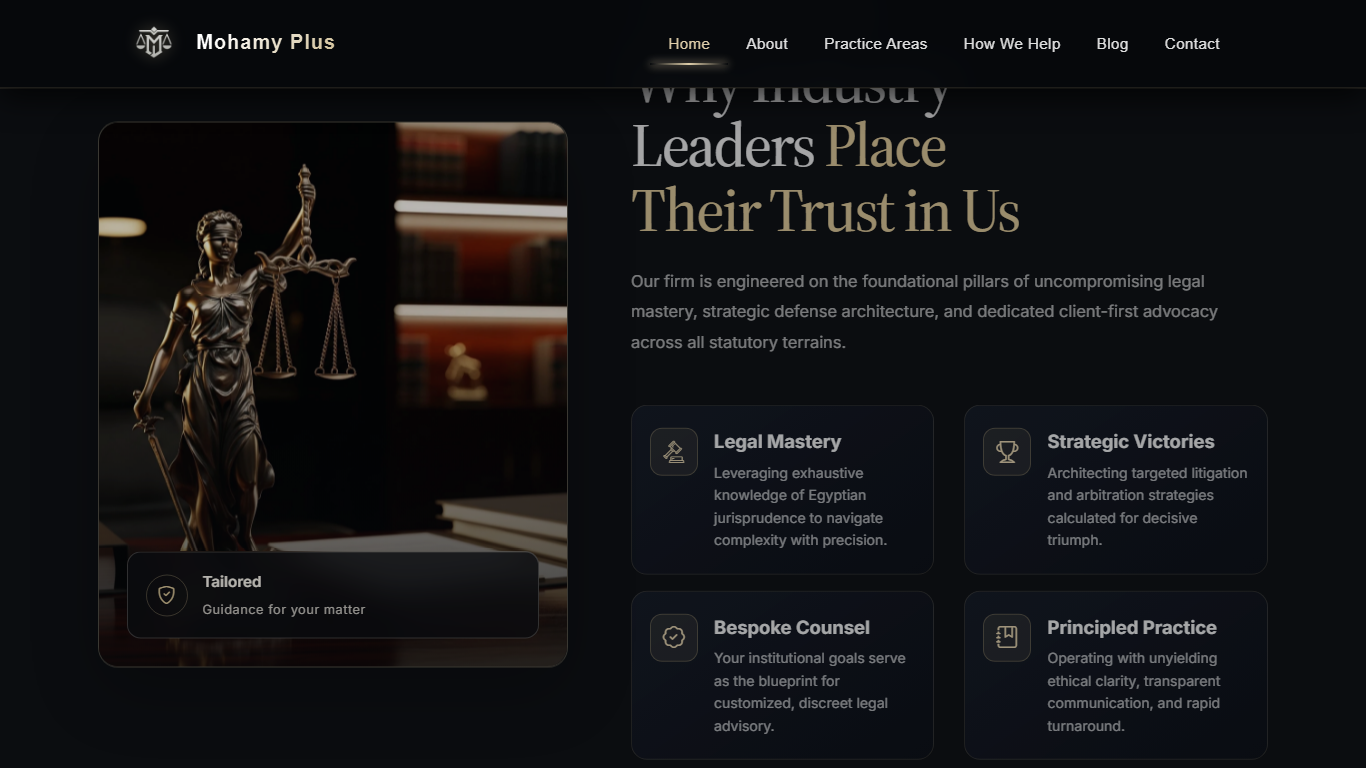 Mohamy Plus
Home
About
Practice Areas
How We Help
Blog
Contact
Why Industry
Leaders Place
Their Trust in Us
Our firm is engineered on the foundational pillars of uncompromising legal
mastery, strategic defense architecture, and dedicated client-first advocacy
across all statutory terrains.
Legal Mastery
Leveraging exhaustive
knowledge of Egyptian
jurisprudence to navigate
complexity with precision.
Strategic Victories
Architecting targeted litigation
and arbitration strategies
calculated for decisive
triumph.
Tailored
Guidance for your matter
Bespoke Counsel
Your institutional goals serve
as the blueprint for
customized, discreet legal
advisory.
Principled Practice
Operating with unyielding
ethical clarity, transparent
communication, and rapid
turnaround.